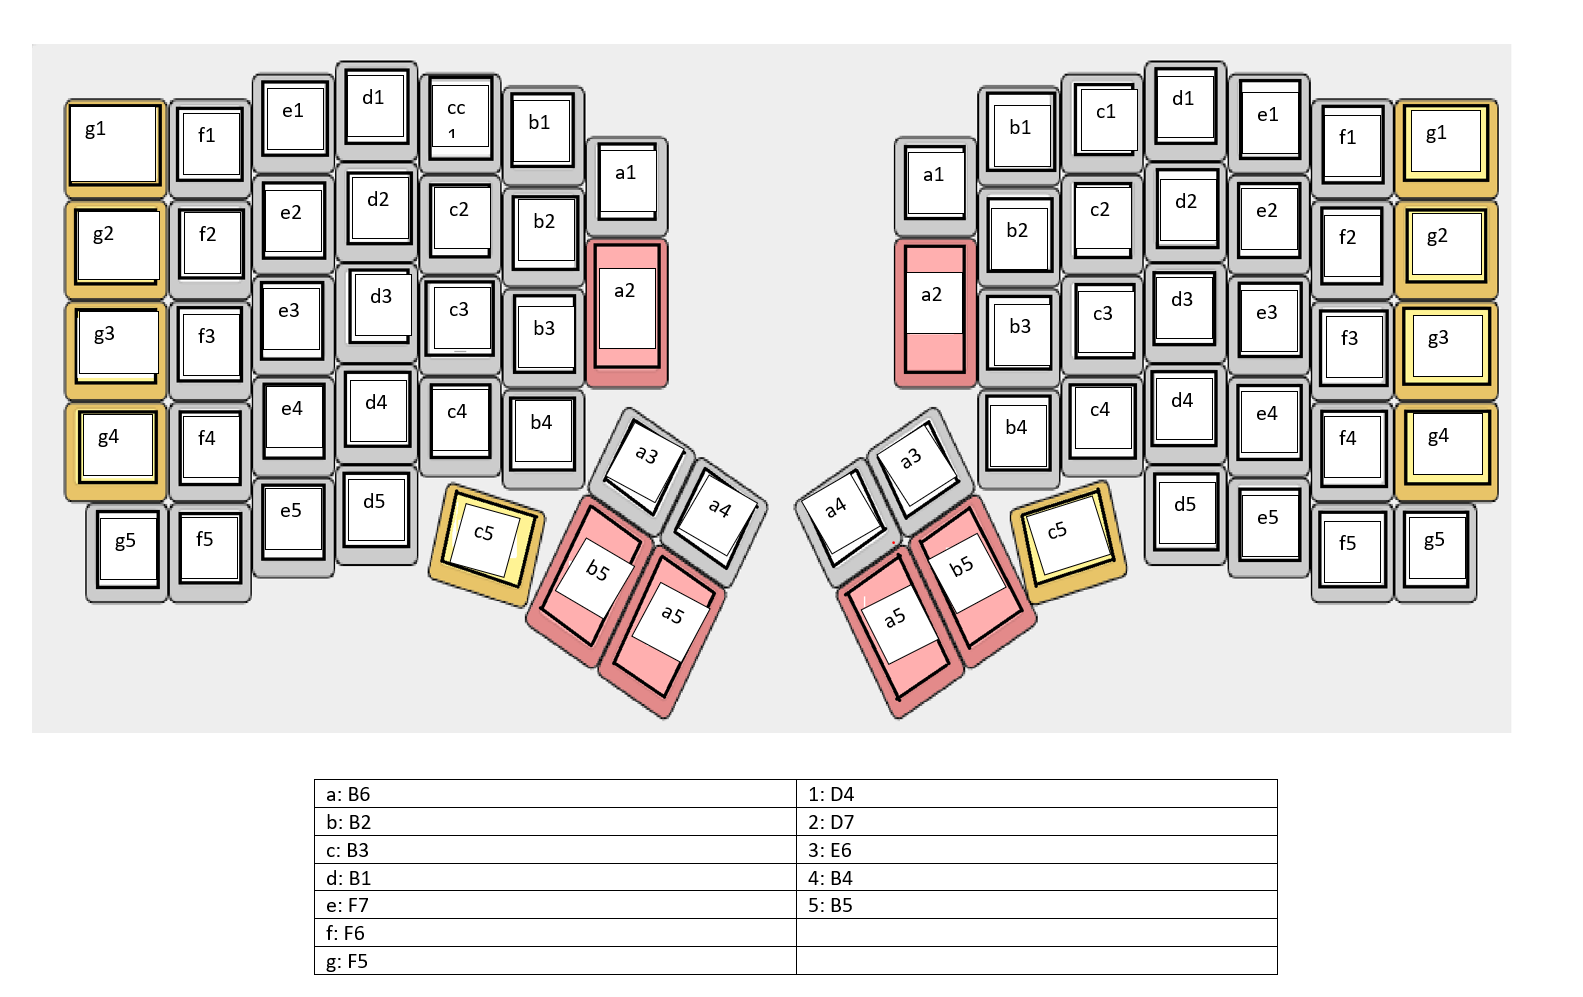 g1 f1 e1 d1 cc b1 a1
1
g2 f2 e2 d2 c2 b2 a2
g3 f3 e3 d3 c3 b3
g4 f4 e4 d4 c4 b4 a3 a4
g5 f5 e5 d5 c5 b5 a5
a1 b1 c1 d1 e1 f1 g1
a2 b2 c2 d2 e2 f2 g2
b3 c3 d3 e3 f3 g3
a4 a3 b4 c4 d4 e4 f4 g4
a5 b5 c5 d5 e5 f5 g5
a: B6 1: D4
b: B2 2: D7
c: B3 3: E6
d: B1 4: B4
e: F7 5: B5
f: F6
g: F5